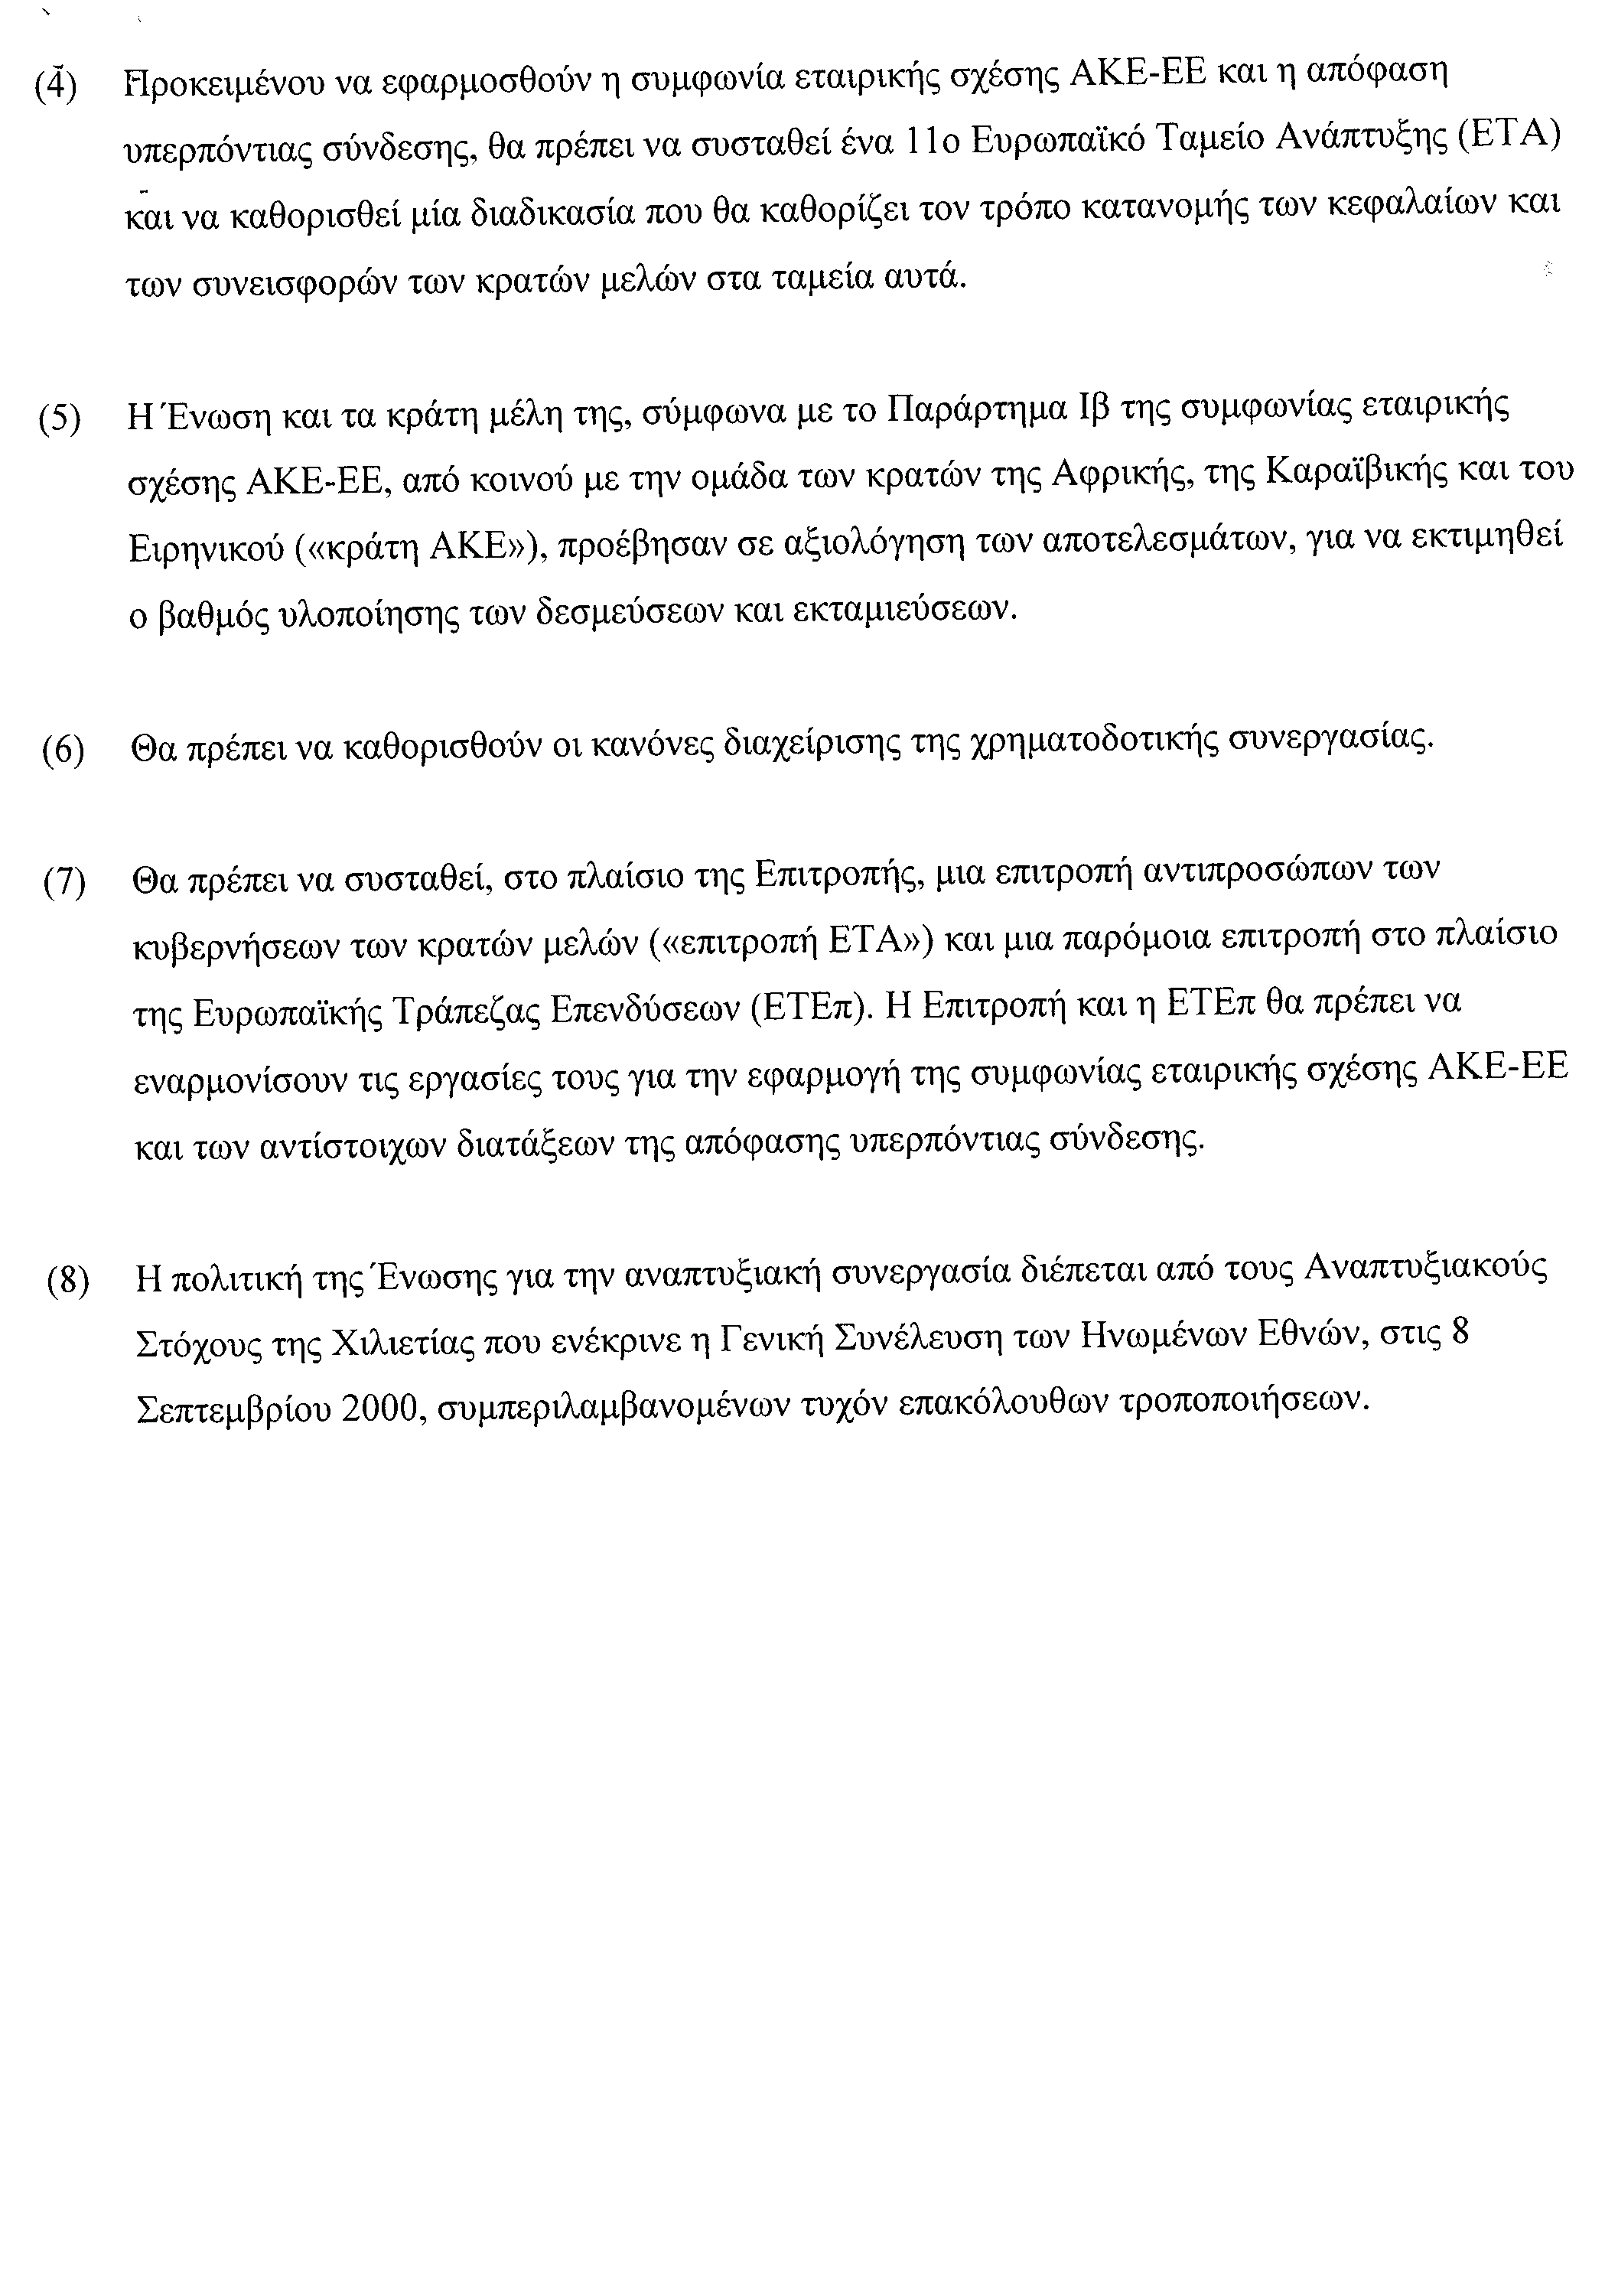 (4) Προκειμένου να εφαρμοσθούν η συμφωνία εταιρικής σχέσης ΑΚΕ-ΕΕ και η απόφαση
υπερπόντιας σύνδεσης, θα πρέπει να συσταθεί ένα 11ο Ευρωπαϊκό Ταμείο Ανάπτυξης (ΕΤΑ)
και να καθορισθεί μία διαδικασία που θα καθορίζει τον τρόπο κατανομής των κεφαλαίων και
των συνεισφορών των κρατών μελών στα ταμεία αυτά.
(5) Η Ένωση και τα κράτη μέλη της, σύμφωνα με το Παράρτημα Ιβ της συμφωνίας εταιρικής
σχέσης ΑΚΕ-ΕΕ, από κοινού με την ομάδα των κρατών της Αφρικής, της Καραϊβικής και του
Ειρηνικού («κράτη ΑΚΕ»), προέβησαν σε αξιολόγηση των αποτελεσμάτων, για να εκτιμηθεί
ο βαθμός υλοποίησης των δεσμεύσεων και εκταμιεύσεων.
(6) Θα πρέπει να καθορισθούν οι κανόνες διαχείρισης της χρηματοδοτικής συνεργασίας.
(7) Θα πρέπει να συσταθεί, στο πλαίσιο της Επιτροπής, μια επιτροπή αντιπροσώπων των
κυβερνήσεων των κρατών μελών («επιτροπή ΕΤΑ») και μια παρόμοια επιτροπή στο πλαίσιο
της Ευρωπαϊκής Τράπεζας Επενδύσεων (ΕΤΕπ). Η Επιτροπή και η ΕΤΕπ θα πρέπει να
εναρμονίσουν τις εργασίες τους για την εφαρμογή της συμφωνίας εταιρικής σχέσης ΑΚΕ-ΕΕ
και των αντίστοιχων διατάξεων της απόφασης υπερπόντιας σύνδεσης.
(8) Η πολιτική της Ένωσης για την αναπτυξιακή συνεργασία διέπεται από τους Αναπτυξιακούς
Στόχους της Χιλιετίας που ενέκρινε η Γενική Συνέλευση των Ηνωμένων Εθνών, στις 8
Σεπτεμβρίου 2000, συμπεριλαμβανομένων τυχόν επακόλουθων τροποποιήσεων.